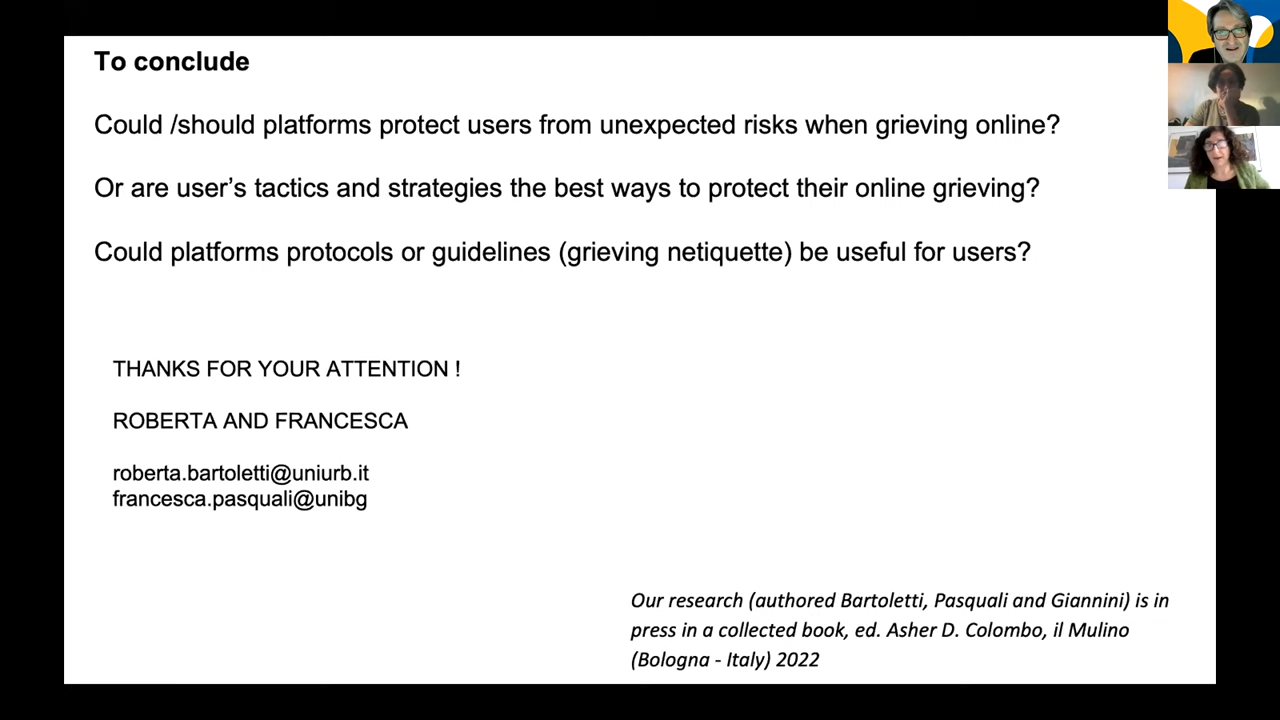 To conclude
Could /should platforms protect users from unexpected risks when grieving online?
Or are user’s tactics and strategies the best ways to protect their online grieving?
Could platforms protocols or guidelines (grieving netiquette) be useful for users?
THANKS FOR YOUR ATTENTION !
ROBERTA AND FRANCESCA
roberta.bartoletti@uniurb.it
francesca.pasquali@unibg
Our research (authored Bartoletti, Pasquali and Giannini) is in
press in a collected book, ed. Asher D. Colombo, il Mulino
(Bologna - Italy) 2022